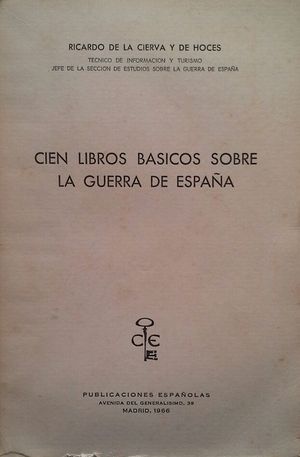 RICARDO DE LA CIERVA Y DE HOCES
TECNICO DE INFORMACION Y TURISMO
JEFE DE LA SECCION DE ESTUDIOS SOBRE LA GUERRA DE ESPAÑA
CIEN LIBROS BASICOS SOBRE
LA GUERRA DE ESPAÑA
C E
PUBLICACIONES ESPAÑOLAS
AVENIDA DEL GENERALISIMO, 39
MADRID, 1966